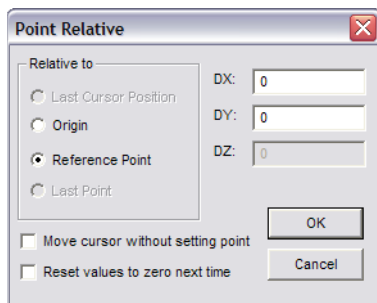 Point Relative
Relative to
Last Cursor Position
Origin
Reference Point
Last Point
DX: 0
DY: 0
DZ: 0
Move cursor without setting point
Reset values to zero next time
OK
Cancel